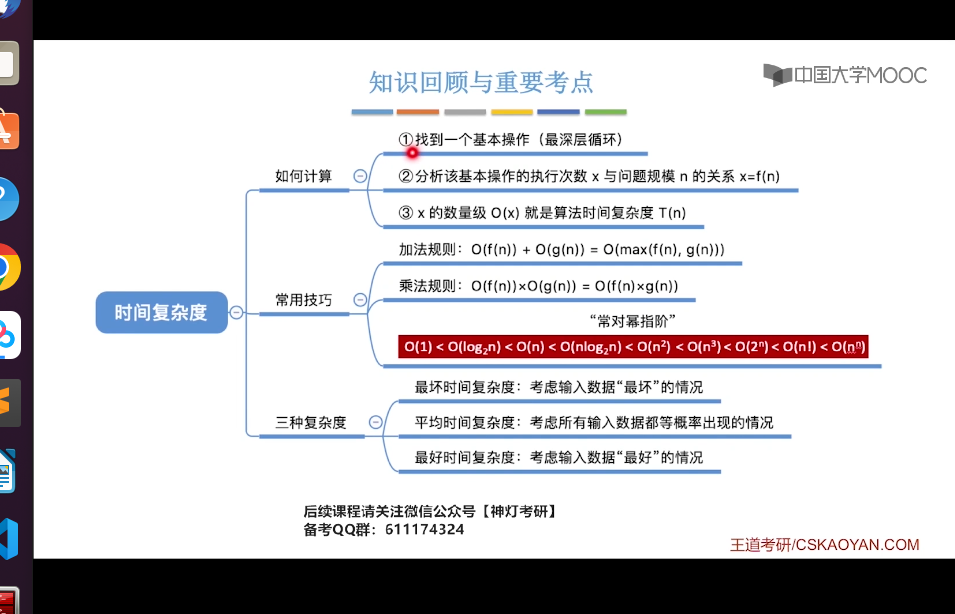 知识回顾与重要考点
中国大学MOOC
①找到一个基本操作（最深层循环）
如何计算
②分析该基本操作的执行次数 x 与问题规模 n 的关系 x=f(n)
③ x 的数量级 O(x) 就是算法时间复杂度 T(n)
加法规则：O(f(n)) + O(g(n)) = O(max(f(n), g(n)))
乘法规则：O(f(n))×O(g(n)) = O(f(n)×g(n))
常用技巧
时间复杂度
“常对幂指阶”
O(1) < O(log₂n) < O(n) < O(nlog₂n) < O(n²) < O(n³) < O(2ⁿ) < O(n!) < O(nⁿ)
最坏时间复杂度：考虑输入数据“最坏”的情况
三种复杂度
平均时间复杂度：考虑所有输入数据都等概率出现的情况
最好时间复杂度：考虑输入数据“最好”的情况
后续课程请关注微信公众号【神灯考研】
备考QQ群：611174324
王道考研/CSKAOYAN.COM